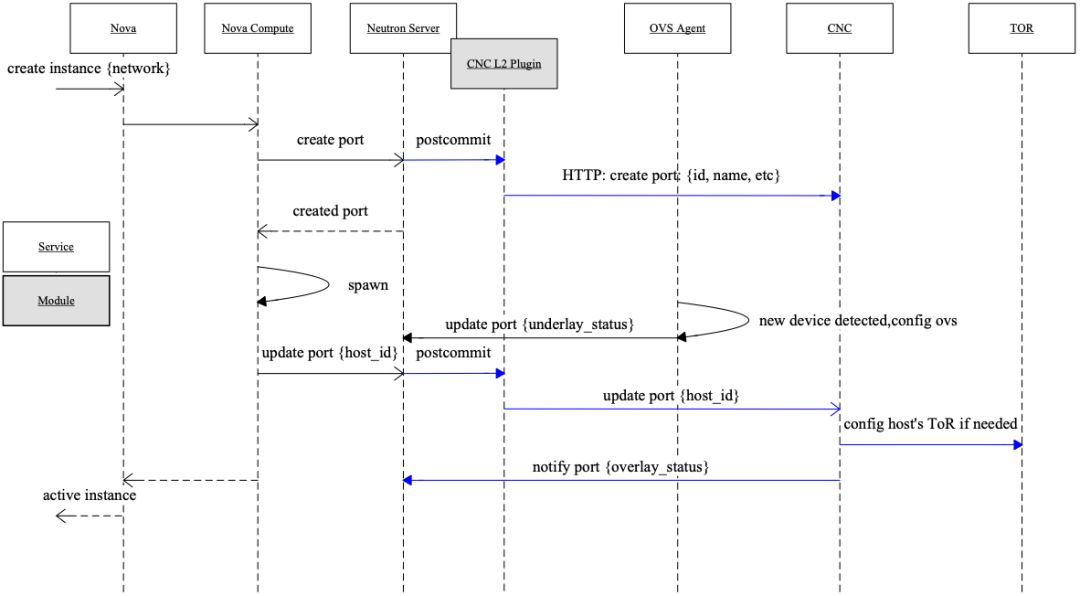 Nova
Nova Compute
Neutron Server
OVS Agent
CNC
TOR
CNC L2 Plugin
create instance {network}
create port
postcommit
HTTP: create port: {id, name, etc}
created port
Service
spawn
Module
new device detected,config ovs
update port {underlay_status}
update port {host_id}
postcommit
update port {host_id}
config host's ToR if needed
notify port {overlay_status}
active instance